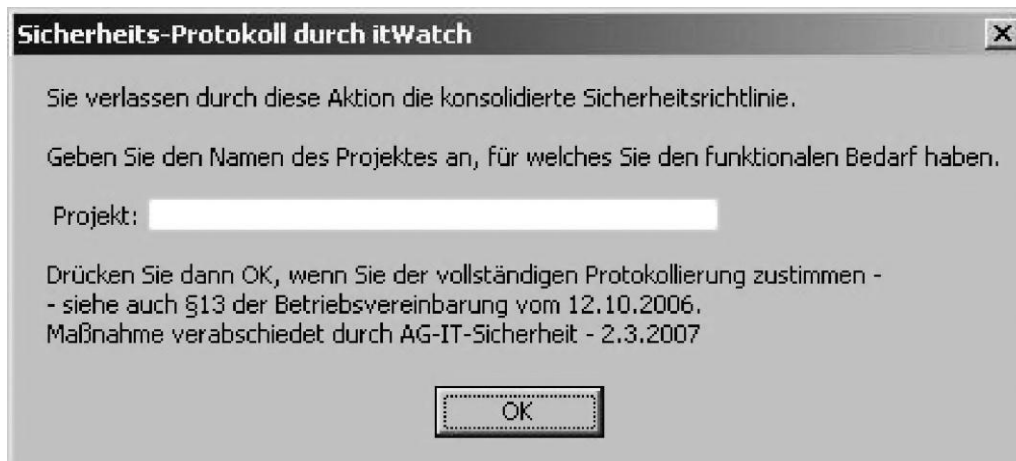 Sicherheits-Protokoll durch itWatch
Sie verlassen durch diese Aktion die konsolidierte Sicherheitsrichtlinie.
Geben Sie den Namen des Projektes an, für welches Sie den funktionalen Bedarf haben.
Projekt:
Drücken Sie dann OK, wenn Sie der vollständigen Protokollierung zustimmen -
- siehe auch §13 der Betriebsvereinbarung vom 12.10.2006.
Maßnahme verabschiedet durch AG-IT-Sicherheit - 2.3.2007
OK